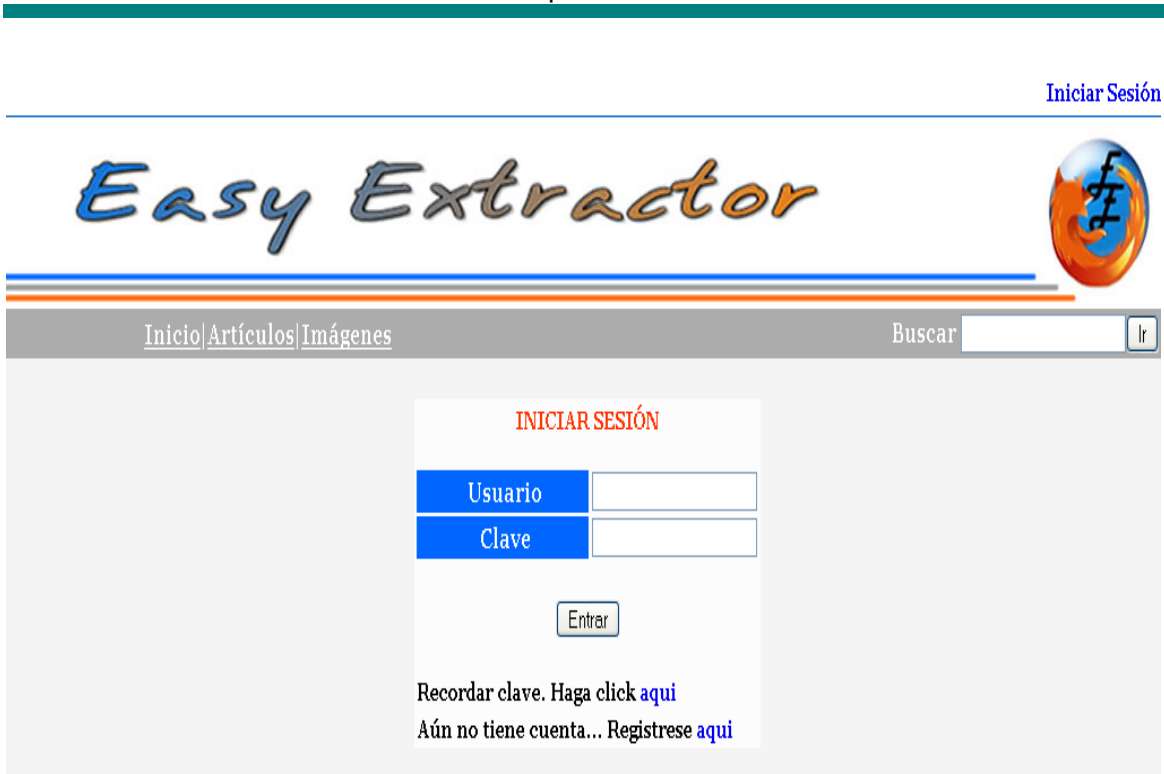 Iniciar Sesión
Easy Extractor
Inicio|Artículos|Imágenes Buscar Ir
INICIAR SESIÓN
Usuario
Clave
Entrar
Recordar clave. Haga click aqui
Aún no tiene cuenta... Registrese aqui